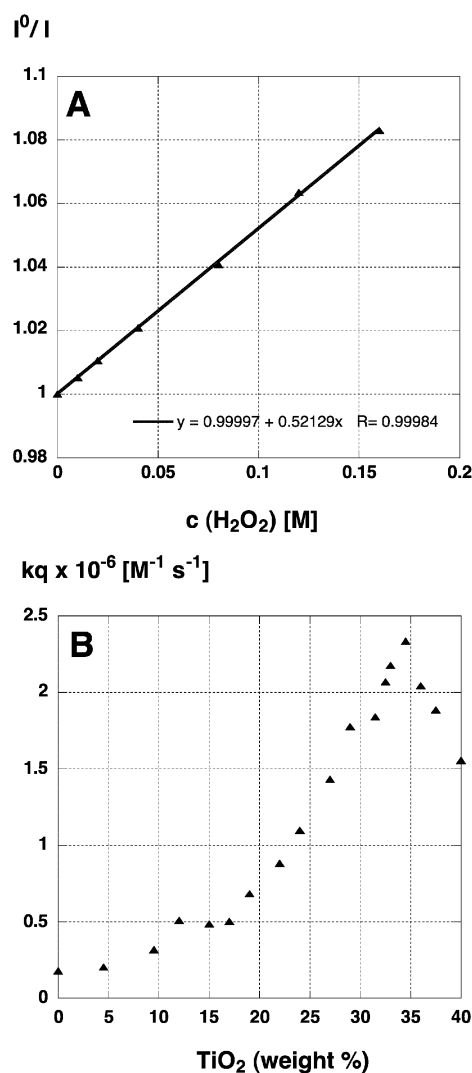 I⁰/ I
1.1
A
1.08
1.06
1.04
1.02
1
y = 0.99997 + 0.52129x R= 0.99984
0.98
0 0.05 0.1 0.15 0.2
c (H₂O₂) [M]
kq x 10⁻⁶ [M⁻¹ s⁻¹]
2.5
B
2
1.5
1
0.5
0
0 5 10 15 20 25 30 35 40
TiO₂ (weight %)